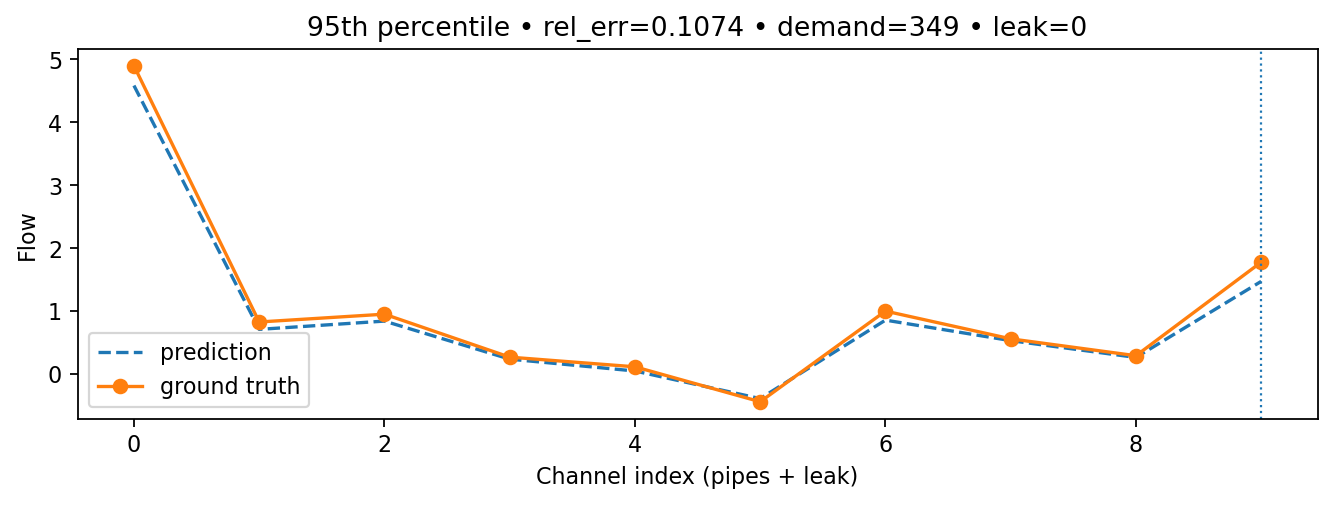 95th percentile • rel_err=0.1074 • demand=349 • leak=0
5
4
3
2
1
0
Flow
prediction
ground truth
0 2 4 6 8
Channel index (pipes + leak)